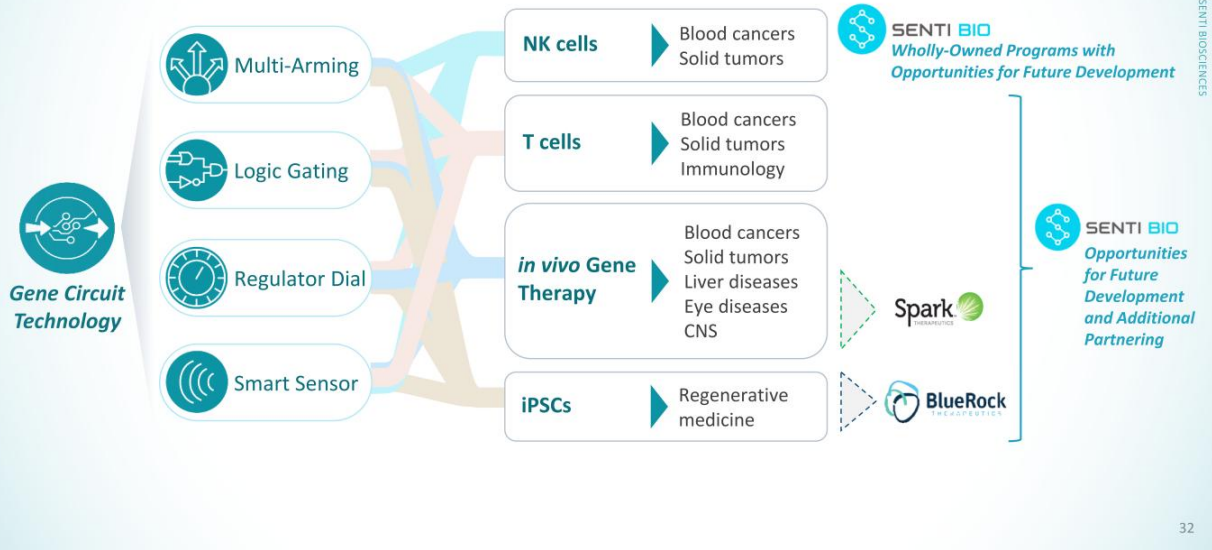 SENTI BIOSCIENCES
Gene Circuit
Technology
Multi-Arming
Logic Gating
Regulator Dial
Smart Sensor
NK cells
Blood cancers
Solid tumors
SENTI BIO
Wholly-Owned Programs with
Opportunities for Future Development
T cells
Blood cancers
Solid tumors
Immunology
in vivo Gene
Therapy
Blood cancers
Solid tumors
Liver diseases
Eye diseases
CNS
Spark
THERAPEUTICS
iPSCs
Regenerative
medicine
BlueRock
THERAPEUTICS
SENTI BIO
Opportunities
for Future
Development
and Additional
Partnering
32